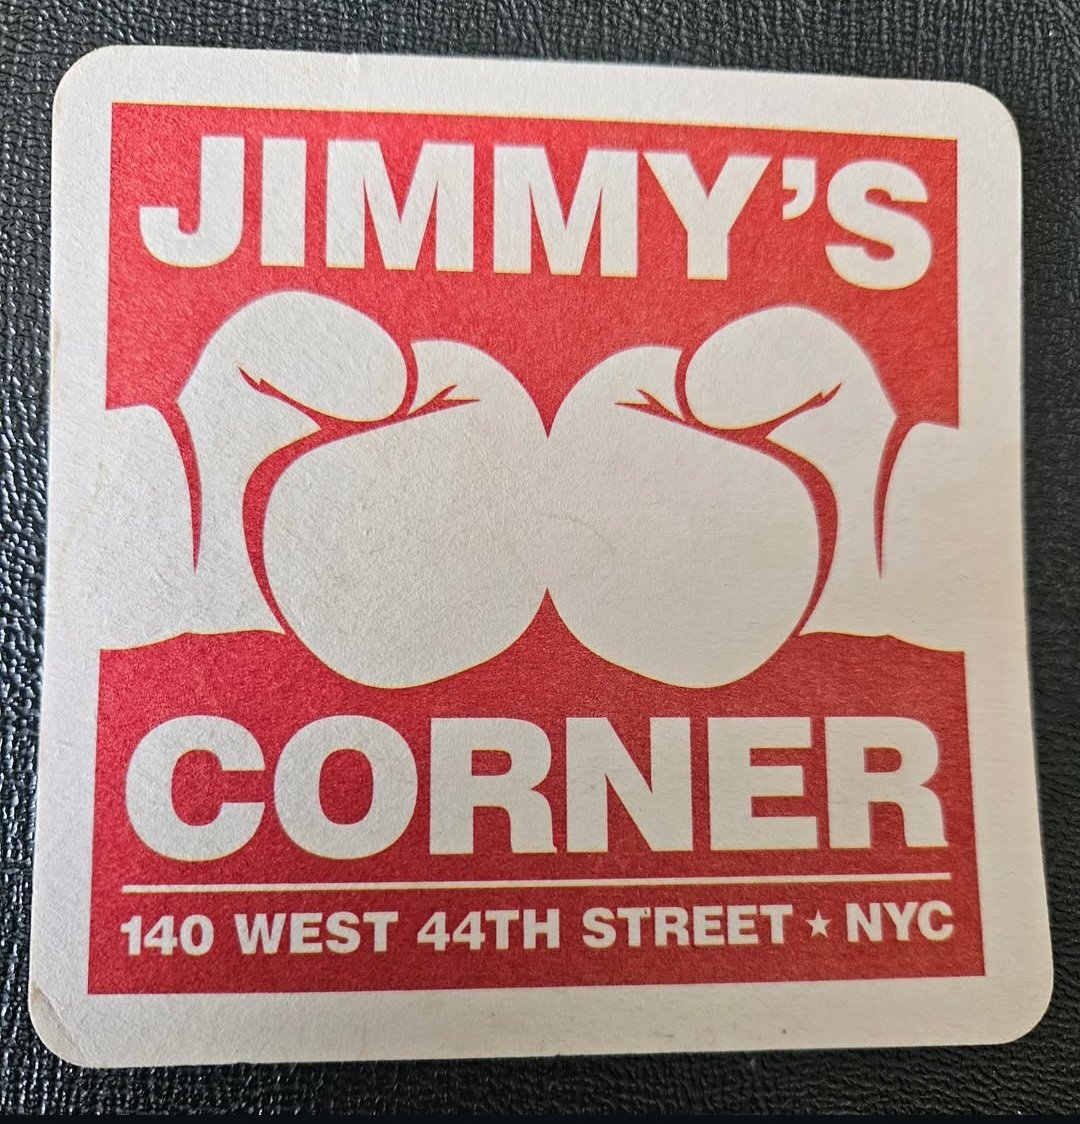 JIMMY'S
CORNER
140 WEST 44TH STREET ★ NYC